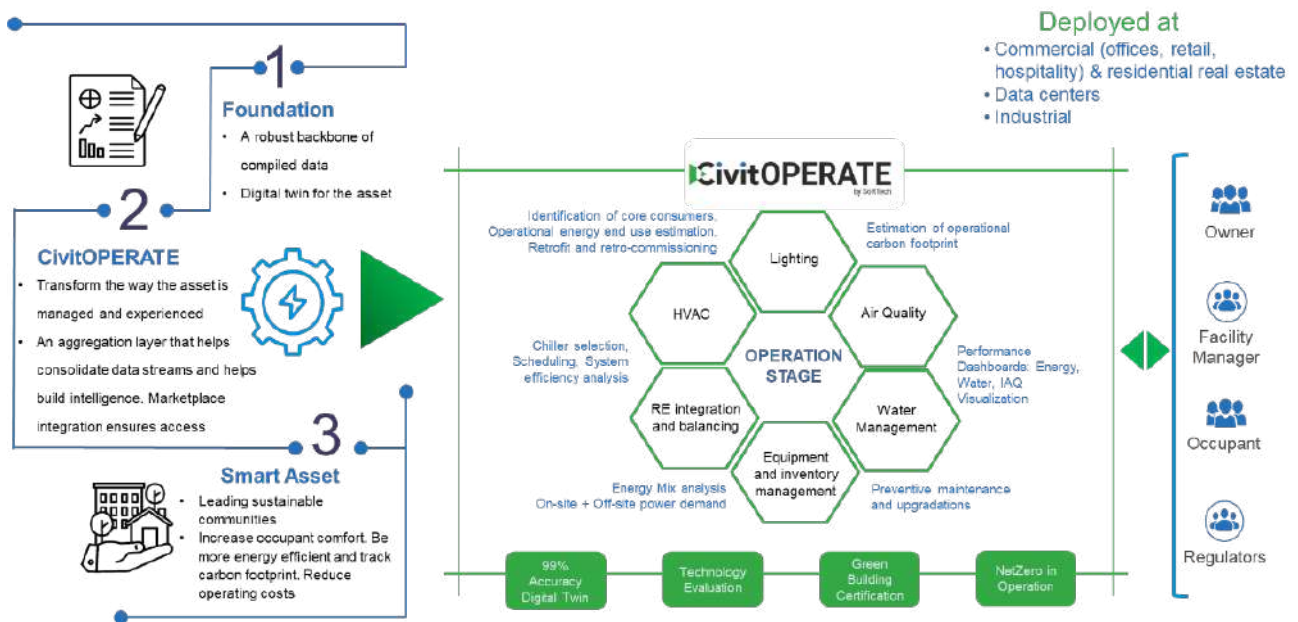 1
Foundation
• A robust backbone of
compiled data
• Digital twin for the asset
2
CivitOPERATE
• Transform the way the asset is
managed and experienced
• An aggregation layer that helps
consolidate data streams and helps
build intelligence. Marketplace
integration ensures access
3
Smart Asset
• Leading sustainable
communities
• Increase occupant comfort. Be
more energy efficient and track
carbon footprint. Reduce
operating costs
Deployed at
• Commercial (offices, retail,
hospitality) & residential real estate
• Data centers
• Industrial
CivitOPERATE
by SoftTech
Identification of core consumers,
Operational energy end use estimation,
Retrofit and retro-commissioning
Estimation of operational
carbon footprint
Lighting
HVAC
Air Quality
Chiller selection,
Scheduling, System
efficiency analysis
OPERATION
STAGE
Performance
Dashboards: Energy,
Water, IAQ
Visualization
RE integration
and balancing
Water
Management
Equipment
and inventory
management
Energy Mix analysis
On-site + Off-site power demand
Preventive maintenance
and upgradations
99%
Accuracy
Digital Twin
Technology
Evaluation
Green
Building
Certification
NetZero in
Operation
Owner
Facility
Manager
Occupant
Regulators